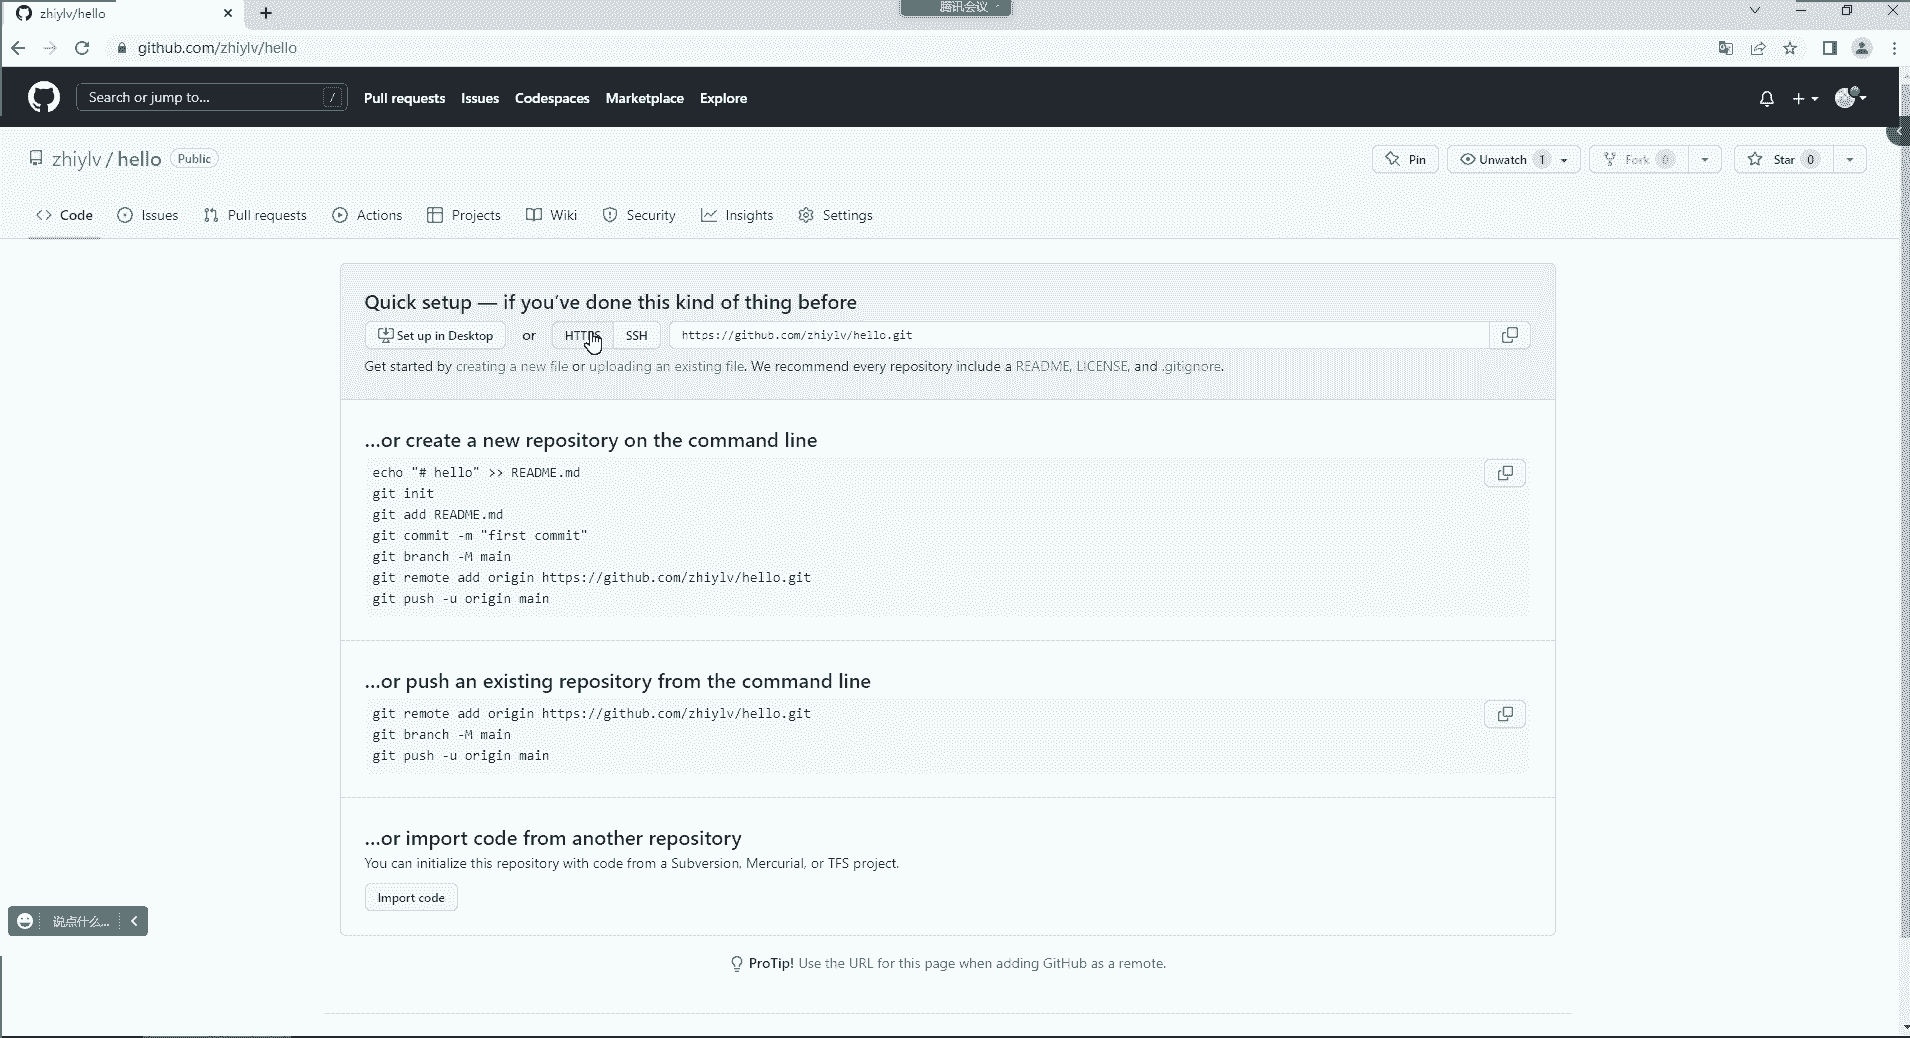 zhiylv/hello
腾讯会议
github.com/zhiylv/hello
Search or jump to... /
Pull requests Issues Codespaces Marketplace Explore
zhiylv / hello Public
Pin Unwatch 1 Fork 0 Star 0
Code Issues Pull requests Actions Projects Wiki Security Insights Settings
Quick setup — if you've done this kind of thing before
Set up in Desktop or HTTPS SSH https://github.com/zhiylv/hello.git
Get started by creating a new file or uploading an existing file. We recommend every repository include a README, LICENSE, and .gitignore.
...or create a new repository on the command line
echo "# hello" >> README.md
git init
git add README.md
git commit -m "first commit"
git branch -M main
git remote add origin https://github.com/zhiylv/hello.git
git push -u origin main
...or push an existing repository from the command line
git remote add origin https://github.com/zhiylv/hello.git
git branch -M main
git push -u origin main
...or import code from another repository
You can initialize this repository with code from a Subversion, Mercurial, or TFS project.
Import code
说点什么...
ProTip! Use the URL for this page when adding GitHub as a remote.